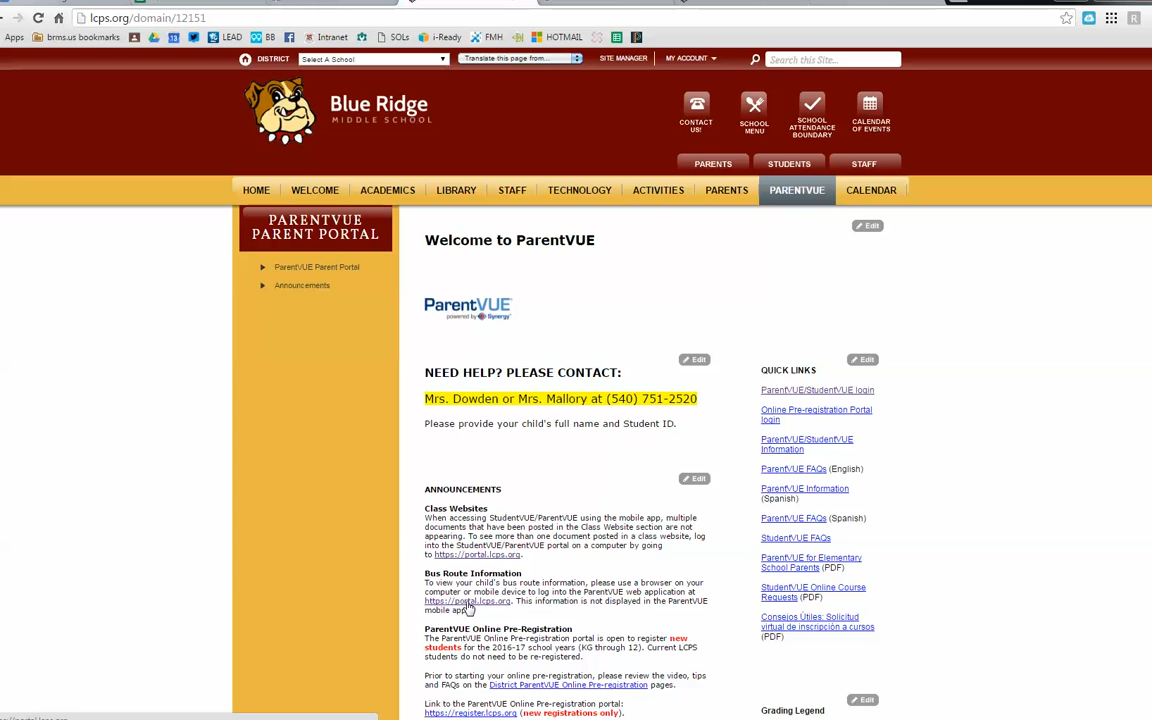 lcps.org/domain/12151
Apps brms.us bookmarks 13 LEAD BB Intranet SOLs i-Ready FMH HOTMAIL
DISTRICT Select A School Translate this page from... SITE MANAGER MY ACCOUNT Search this Site...
Blue Ridge
MIDDLE SCHOOL
CONTACT US!
SCHOOL MENU
SCHOOL ATTENDANCE BOUNDARY
CALENDAR OF EVENTS
PARENTS STUDENTS STAFF
HOME WELCOME ACADEMICS LIBRARY STAFF TECHNOLOGY ACTIVITIES PARENTS PARENTVUE CALENDAR
PARENTVUE
PARENT PORTAL
ParentVUE Parent Portal
Announcements
Edit
Welcome to ParentVUE
ParentVUE
powered by Synergy
Edit
NEED HELP? PLEASE CONTACT:
Mrs. Dowden or Mrs. Mallory at (540) 751-2520
Please provide your child's full name and Student ID.
Edit
ANNOUNCEMENTS
Class Websites
When accessing StudentVUE/ParentVUE using the mobile app, multiple
documents that have been posted in the Class Website section are not
appearing. To see more than one document posted in a class website, log
into the StudentVUE/ParentVUE portal on a computer by going
to https://portal.lcps.org.
Bus Route Information
To view your child's bus route information, please use a browser on your
computer or mobile device to log into the ParentVUE web application at
https://portal.lcps.org. This information is not displayed in the ParentVUE
mobile app.
ParentVUE Online Pre-Registration
The ParentVUE Online Pre-registration portal is open to register new
students for the 2016-17 school years (KG through 12). Current LCPS
students do not need to be re-registered.
Prior to starting your online pre-registration, please review the video, tips
and FAQs on the District ParentVUE Online Pre-registration pages.
Link to the ParentVUE Online Pre-registration portal:
https://register.lcps.org (new registrations only).
Edit
QUICK LINKS
ParentVUE/StudentVUE login
Online Pre-registration Portal
login
ParentVUE/StudentVUE
Information
ParentVUE FAQs (English)
ParentVUE Information
(Spanish)
ParentVUE FAQs (Spanish)
StudentVUE FAQs
ParentVUE for Elementary
School Parents (PDF)
StudentVUE Online Course
Requests (PDF)
Consejos Útiles: Solicitud
virtual de inscripción a cursos
(PDF)
Edit
Grading Legend